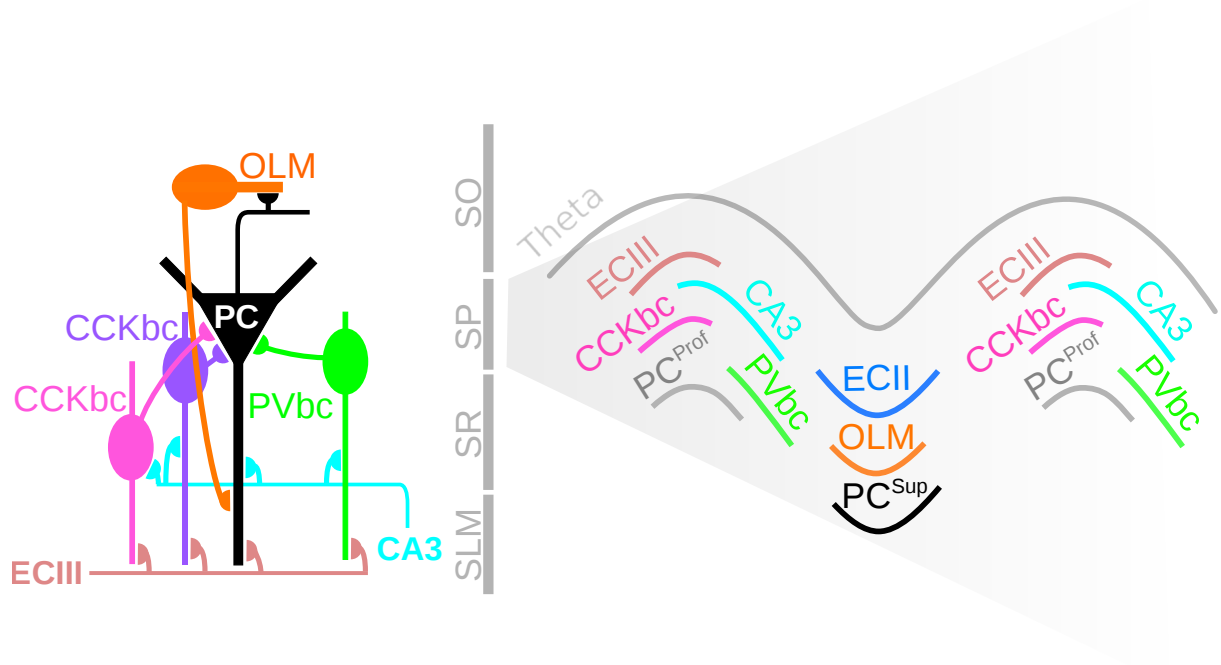 OLM
PC
CCKbc
CCKbc
PVbc
CA3
ECIII
SO
SP
SR
SLM
Theta
ECIII
CA3
CCKbc
PCProf
PVbc
ECII
OLM
PCSup
ECIII
CA3
CCKbc
PCProf
PVbc